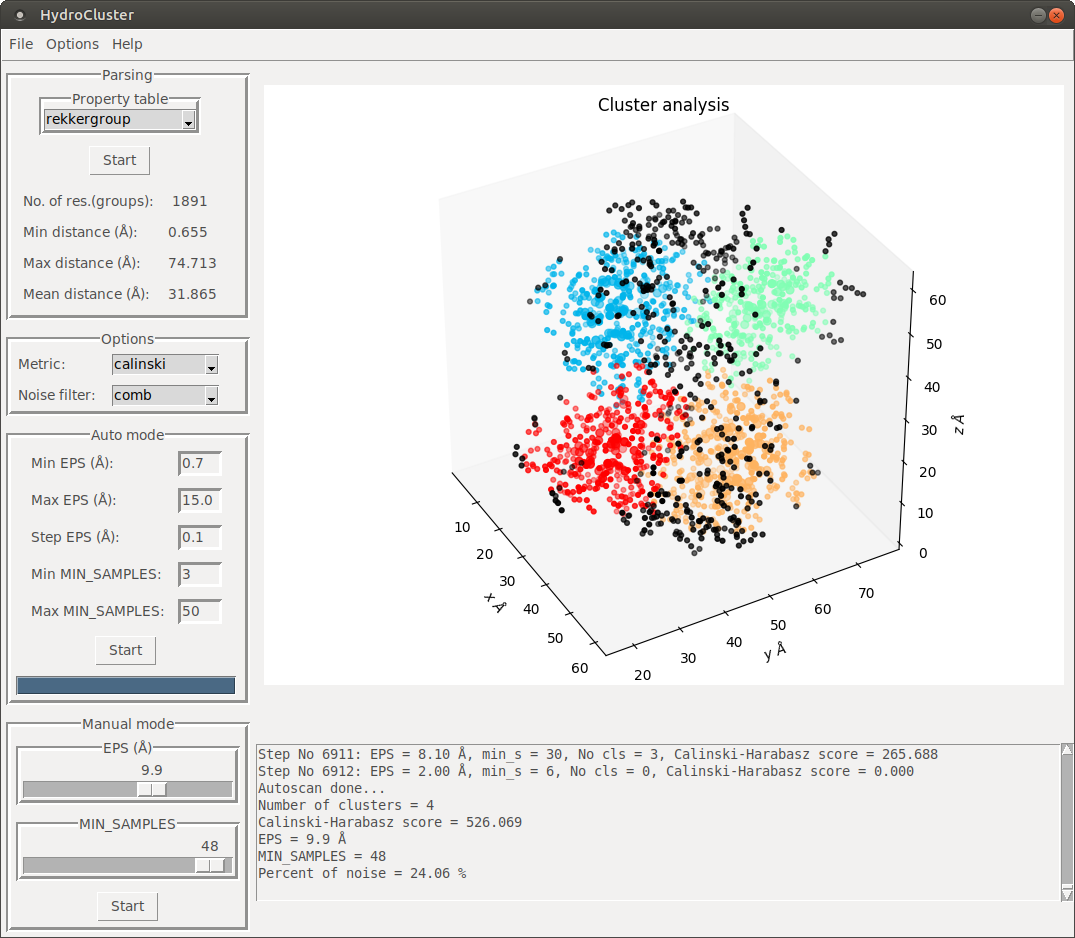 HydroCluster
File Options Help
Parsing
Property table
rekkergroup
Start
No. of res.(groups): 1891
Min distance (Å): 0.655
Max distance (Å): 74.713
Mean distance (Å): 31.865
Options
Metric: calinski
Noise filter: comb
Auto mode
Min EPS (Å): 0.7
Max EPS (Å): 15.0
Step EPS (Å): 0.1
Min MIN_SAMPLES: 3
Max MIN_SAMPLES: 50
Start
Manual mode
EPS (Å)
9.9
MIN_SAMPLES
48
Start
Cluster analysis
60
50
40
30
20
10
0
z Å
10
20
30
40
50
60
x Å
20
30
40
50
60
70
y Å
Step No 6911: EPS = 8.10 Å, min_s = 30, No cls = 3, Calinski-Harabasz score = 265.688
Step No 6912: EPS = 2.00 Å, min_s = 6, No cls = 0, Calinski-Harabasz score = 0.000
Autoscan done...
Number of clusters = 4
Calinski-Harabasz score = 526.069
EPS = 9.9 Å
MIN_SAMPLES = 48
Percent of noise = 24.06 %